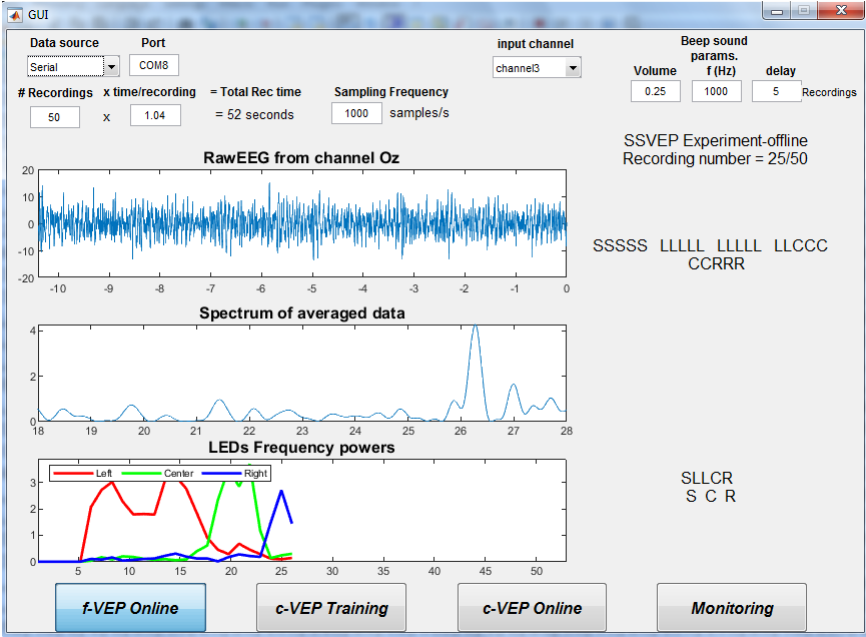 GUI
Data source Port input channel Beep sound
params.
Serial COM8 channel3 Volume f (Hz) delay
0.25 1000 5 Recordings
# Recordings x time/recording = Total Rec time Sampling Frequency
50 x 1.04 = 52 seconds 1000 samples/s
SSVEP Experiment-offline
Recording number = 25/50
RawEEG from channel Oz
20
10
0
-10
-20
-10 -9 -8 -7 -6 -5 -4 -3 -2 -1 0
SSSSS LLLLL LLLLL LLCCC
CCRRR
Spectrum of averaged data
4
2
0
18 19 20 21 22 23 24 25 26 27 28
LEDs Frequency powers
Left Center Right
3
2
1
0
5 10 15 20 25 30 35 40 45 50
SLLCR
S C R
f-VEP Online c-VEP Training c-VEP Online Monitoring